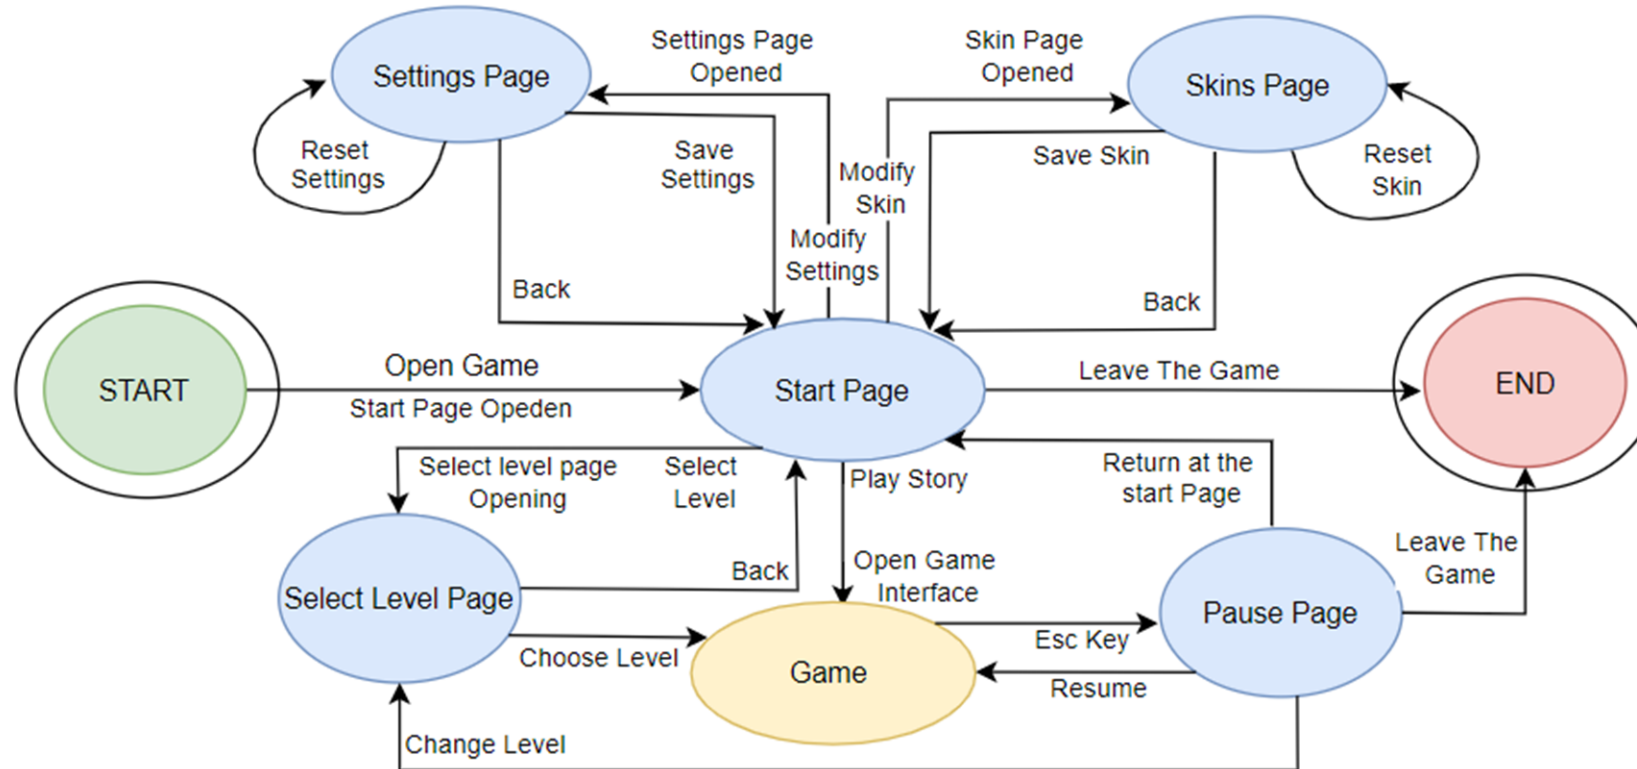 Settings Page
Settings Page
Opened
Skin Page
Opened
Skins Page
Reset
Settings
Save
Settings
Modify
Skin
Save Skin
Reset
Skin
Modify
Settings
Back
Back
START
Open Game
Start Page Opeden
Start Page
Leave The Game
END
Select level page
Opening
Select
Level
Play Story
Return at the
start Page
Back
Open Game
Interface
Leave The
Game
Select Level Page
Pause Page
Choose Level
Esc Key
Game
Resume
Change Level